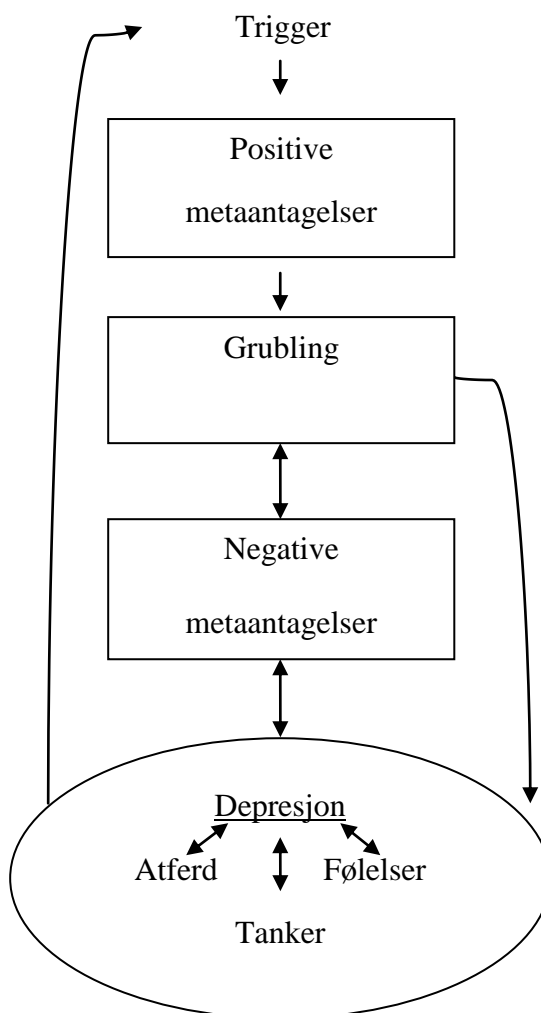 Trigger
Positive
metaantagelser
Grubling
Negative
metaantagelser
Depresjon
Atferd
Følelser
Tanker